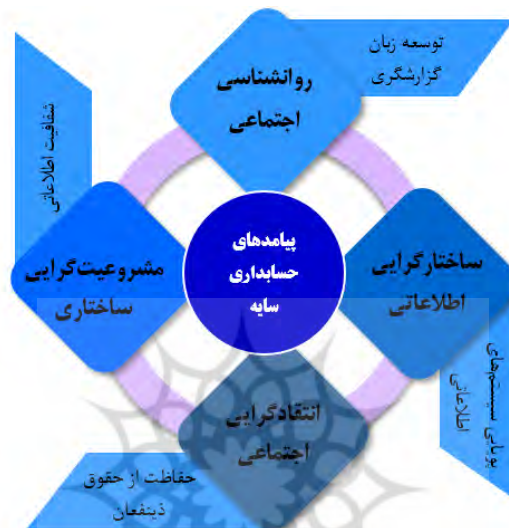 توسعه زبان
گزارشگری
روانشناسی
اجتماعی
شفافیت اطلاعاتی
پیامدهای
حسابداری
سایه
ساختارگرایی
اطلاعاتی
مشروعیت‌گرایی
ساختاری
پویایی سیستم‌های
اطلاعاتی
انتقادگرایی
اجتماعی
حفاظت از حقوق
ذینفعان